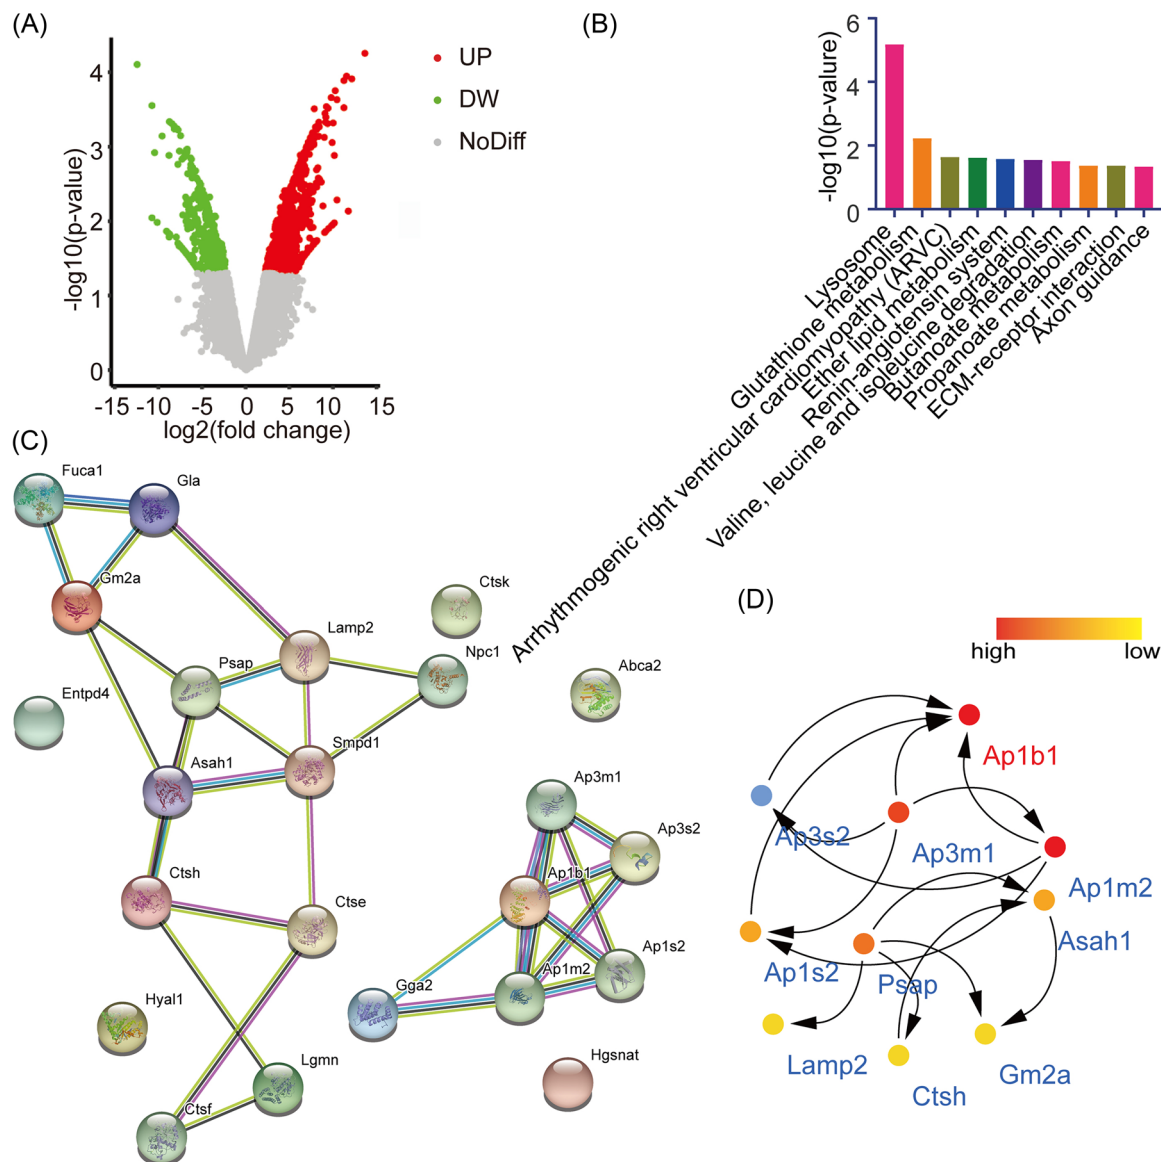 (A)
4
3
2
1
0
-log10(p-value)
-15
-10
-5
0
5
10
15
log2(fold change)
UP
DW
NoDiff
(B)
6
4
2
0
-log10(p-valure)
Lysosome
Glutathione metabolism
Arrhythmogenic right ventricular cardiomyopathy (ARVC)
Ether lipid metabolism
Renin-angiotensin system
Valine, leucine and isoleucine degradation
Butanoate metabolism
Propanoate metabolism
ECM-receptor interaction
Axon guidance
(C)
Fuca1
Gla
Gm2a
Ctsk
Lamp2
Npc1
Psap
Abca2
Entpd4
Smpd1
Asah1
Ap3m1
Ap3s2
Ctsh
Ap1b1
Ctse
Ap1s2
Ap1m2
Gga2
Hyal1
Hgsnat
Lgmn
Ctsf
(D)
high
low
Ap1b1
Ap3s2
Ap3m1
Ap1m2
Asah1
Ap1s2
Psap
Lamp2
Gm2a
Ctsh